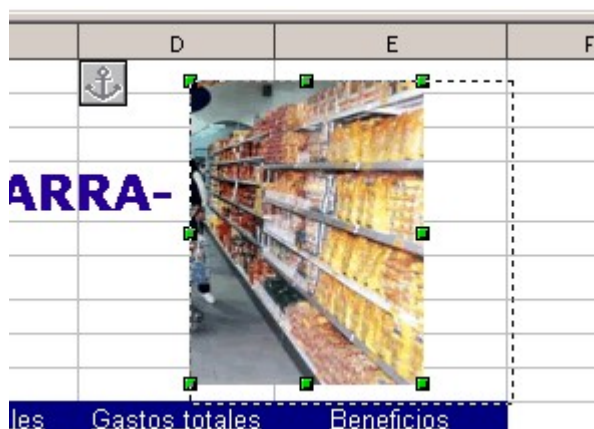 D E F
ARRA-
les Gastos totales Beneficios